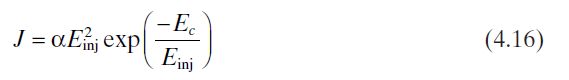 J = αE²_inj exp(−E_c / E_inj) (4.16)